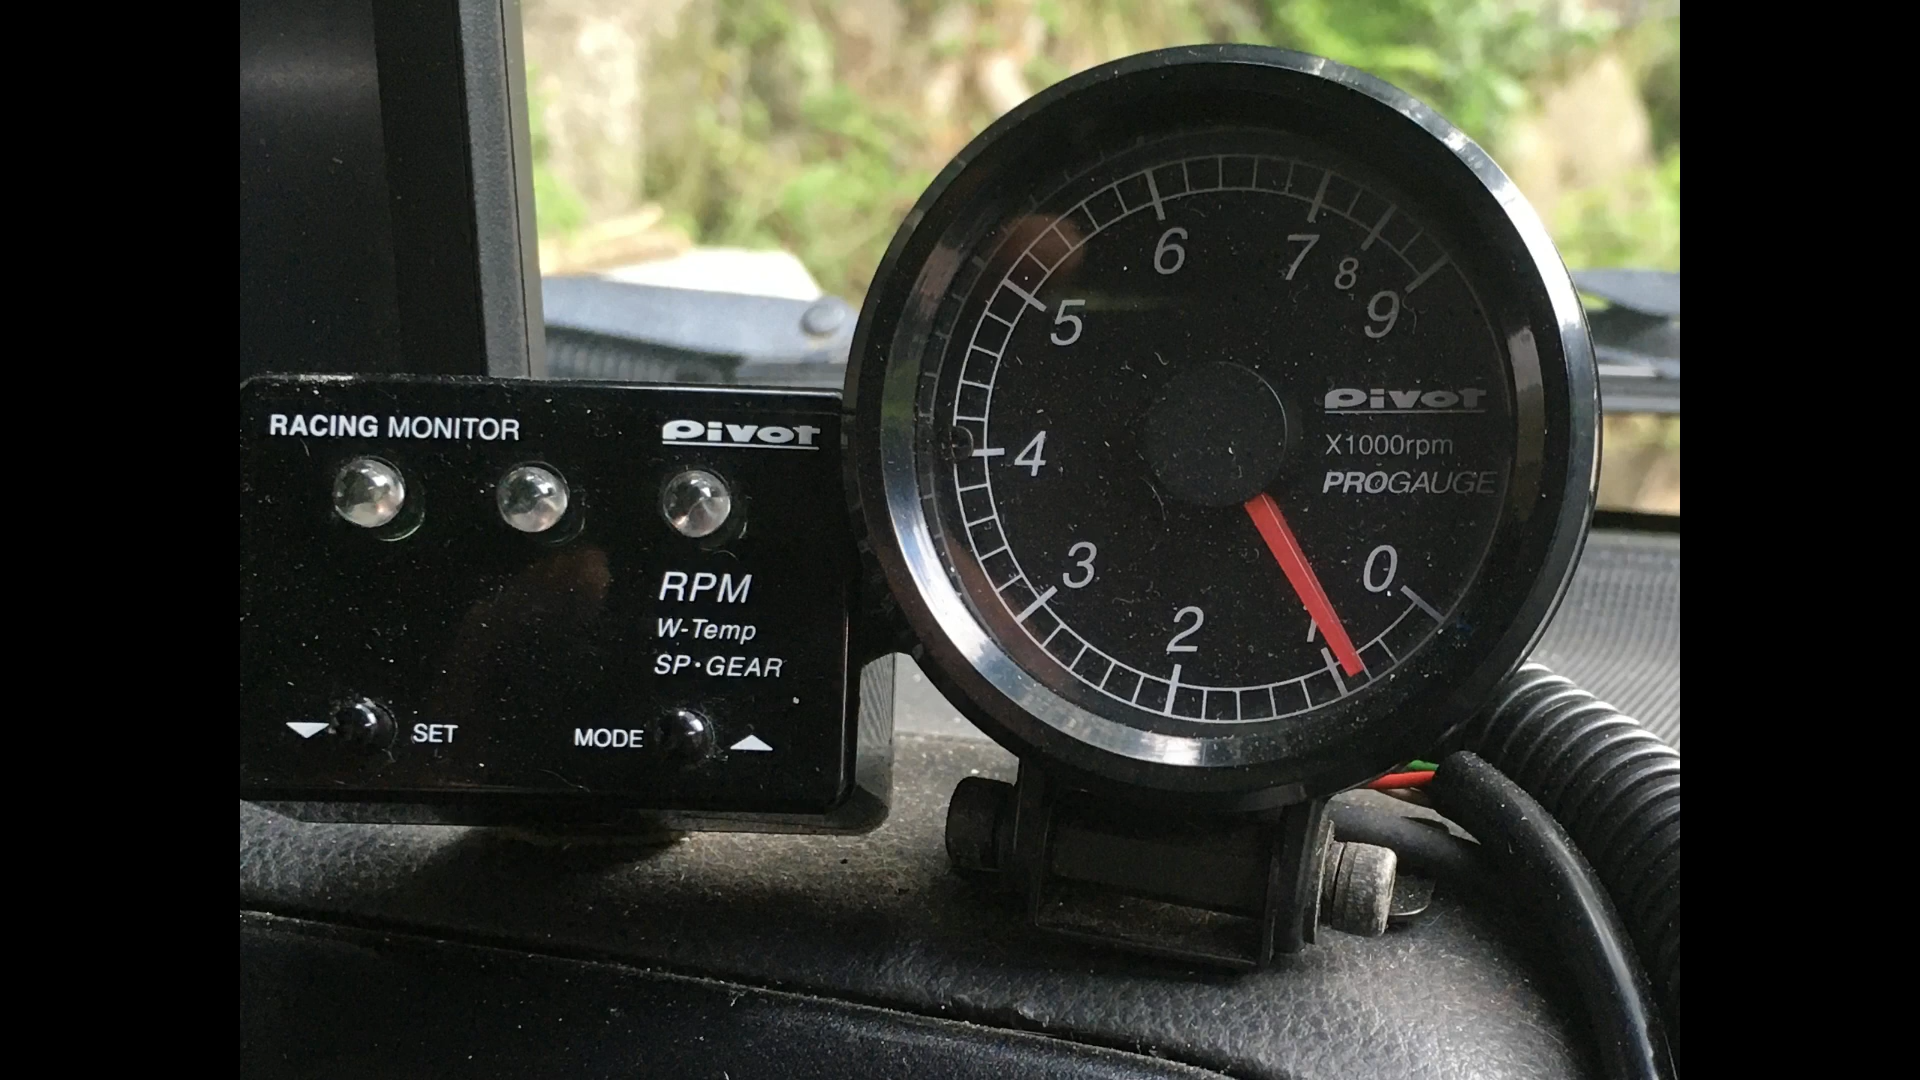 RACING MONITOR
pivot
RPM
W-Temp
SP·GEAR
SET
MODE
6
7
8
5
9
pivot
X1000rpm
4
PROGAUGE
3
0
2
1